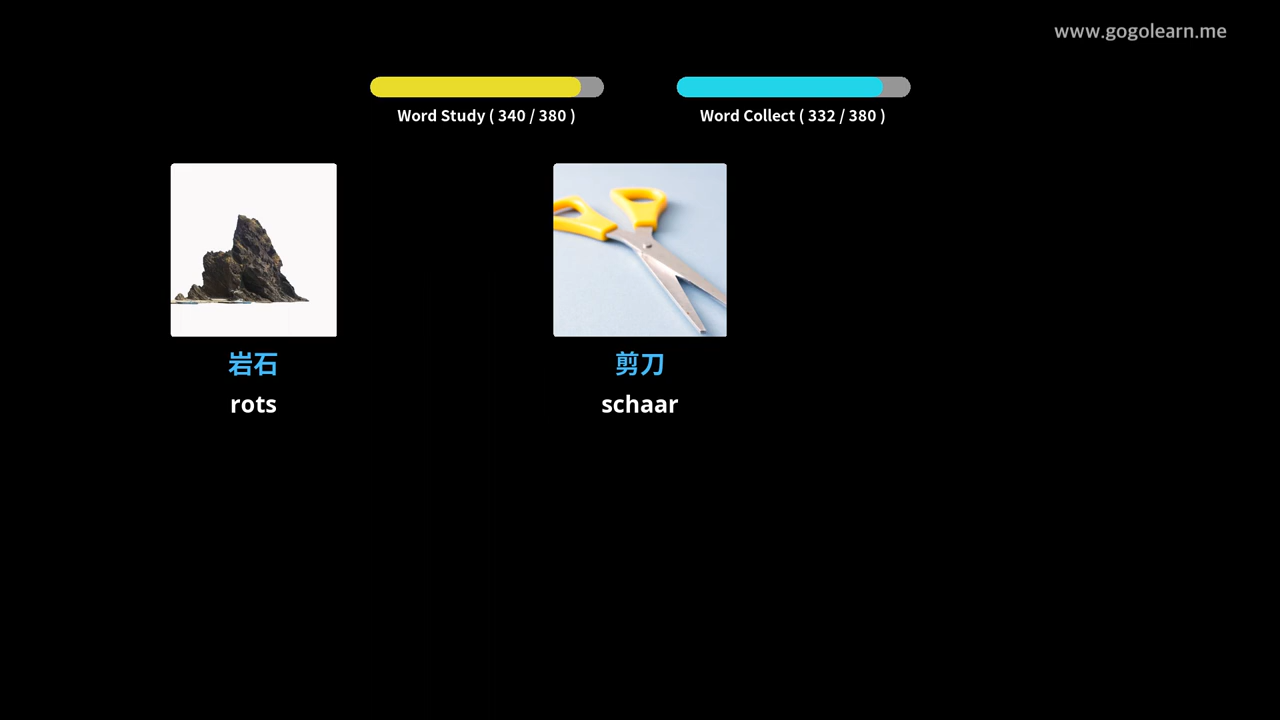 www.gogolearn.me
Word Study ( 340 / 380 )
Word Collect ( 332 / 380 )
岩石
rots
剪刀
schaar